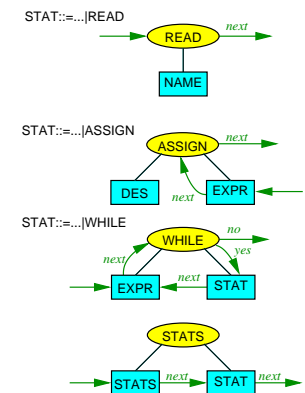 STAT::=...|READ
next
READ
NAME
STAT::=...|ASSIGN
next
ASSIGN
DES
next
EXPR
STAT::=...|WHILE
no
WHILE
yes
next
next
EXPR
STAT
STATS
STATS
next
STAT
next